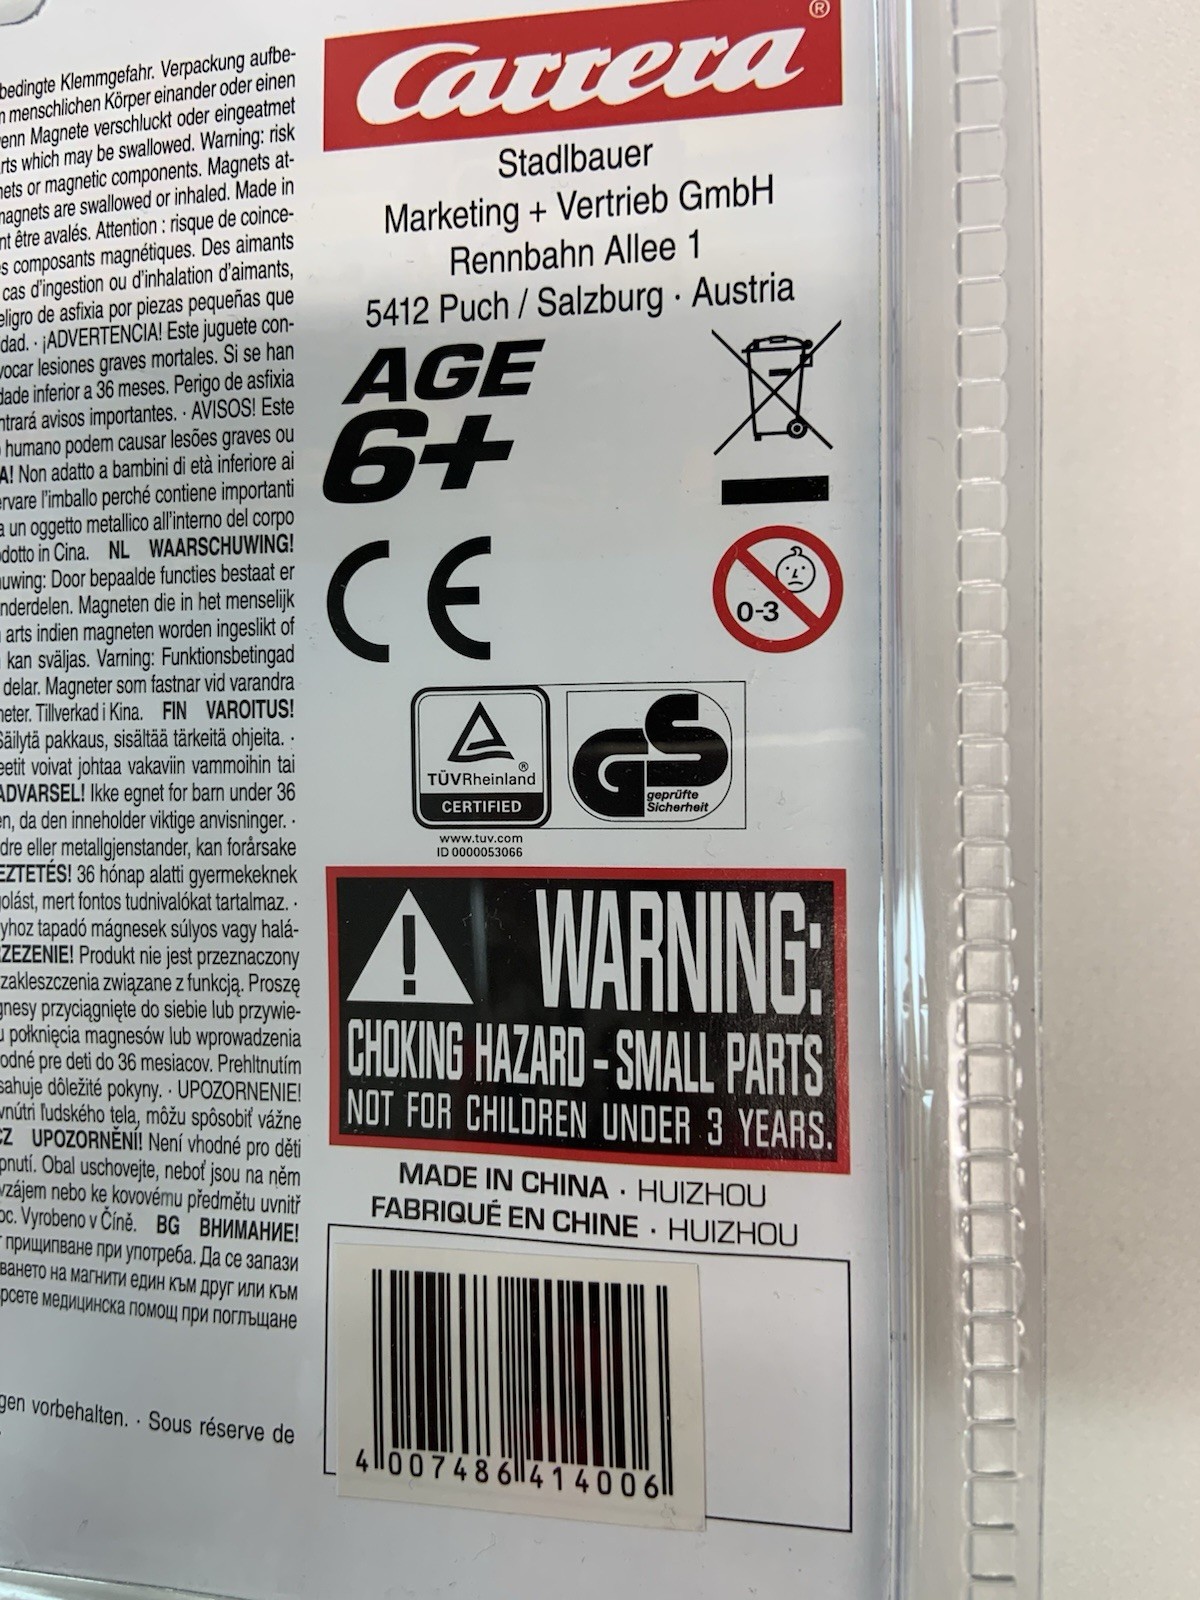 bedingte Klemmgefahr. Verpackung aufbe-
menschlichen Körper einander oder einen
enn Magnete verschluckt oder eingeatmet
rts which may be swallowed. Warning: risk
nets or magnetic components. Magnets at-
nagnets are swallowed or inhaled. Made in
nt être avalés. Attention : risque de coince-
s composants magnétiques. Des aimants
cas d'ingestion ou d'inhalation d'aimants,
eligro de asfixia por piezas pequeñas que
dad. · ¡ADVERTENCIA! Este juguete con-
vocar lesiones graves mortales. Si se han
dade inferior a 36 meses. Perigo de asfixia
ntrará avisos importantes. · AVISOS! Este
humano podem causar lesões graves ou
A! Non adatto a bambini di età inferiore ai
ervare l'imballo perché contiene importanti
a un oggetto metallico all'interno del corpo
odotto in Cina. NL WAARSCHUWING!
uwing: Door bepaalde functies bestaat er
nderdelen. Magneten die in het menselijk
arts indien magneten worden ingeslikt of
kan sväljas. Varning: Funktionsbetingad
delar. Magneter som fastnar vid varandra
neter. Tillverkad i Kina. FIN VAROITUS!
Säilytä pakkaus, sisältää tärkeitä ohjeita. ·
eetit voivat johtaa vakaviin vammoihin tai
ADVARSEL! Ikke egnet for barn under 36
en, da den inneholder viktige anvisninger. ·
dre eller metallgjenstander, kan forårsake
EZTETÉS! 36 hónap alatti gyermekeknek
golást, mert fontos tudnivalókat tartalmaz. ·
yhoz tapadó mágnesek súlyos vagy halá-
RZEZENIE! Produkt nie jest przeznaczony
zakleszczenia związane z funkcją. Proszę
gnesy przyciągnięte do siebie lub przywie-
u połknięcia magnesów lub wprowadzenia
odné pre deti do 36 mesiacov. Prehltnutím
sahuje dôležité pokyny. · UPOZORNENIE!
vnútri ľudského tela, môžu spôsobiť vážne
CZ UPOZORNĚNÍ! Není vhodné pro děti
pnutí. Obal uschovejte, neboť jsou na něm
vzájem nebo ke kovovému předmětu uvnitř
oc. Vyrobeno v Číně. BG ВНИМАНИЕ!
прищипване при употреба. Да се запази
ването на магнити един към друг или към
рсете медицинска помощ при поглъщане
gen vorbehalten. · Sous réserve de
Carrera®
Stadlbauer
Marketing + Vertrieb GmbH
Rennbahn Allee 1
5412 Puch / Salzburg · Austria
AGE
6+
CE
0-3
TÜVRheinland®
CERTIFIED
www.tuv.com
ID 0000053066
GS
geprüfte
Sicherheit
WARNING:
CHOKING HAZARD – SMALL PARTS
NOT FOR CHILDREN UNDER 3 YEARS.
MADE IN CHINA · HUIZHOU
FABRIQUÉ EN CHINE · HUIZHOU
4 007486 414006